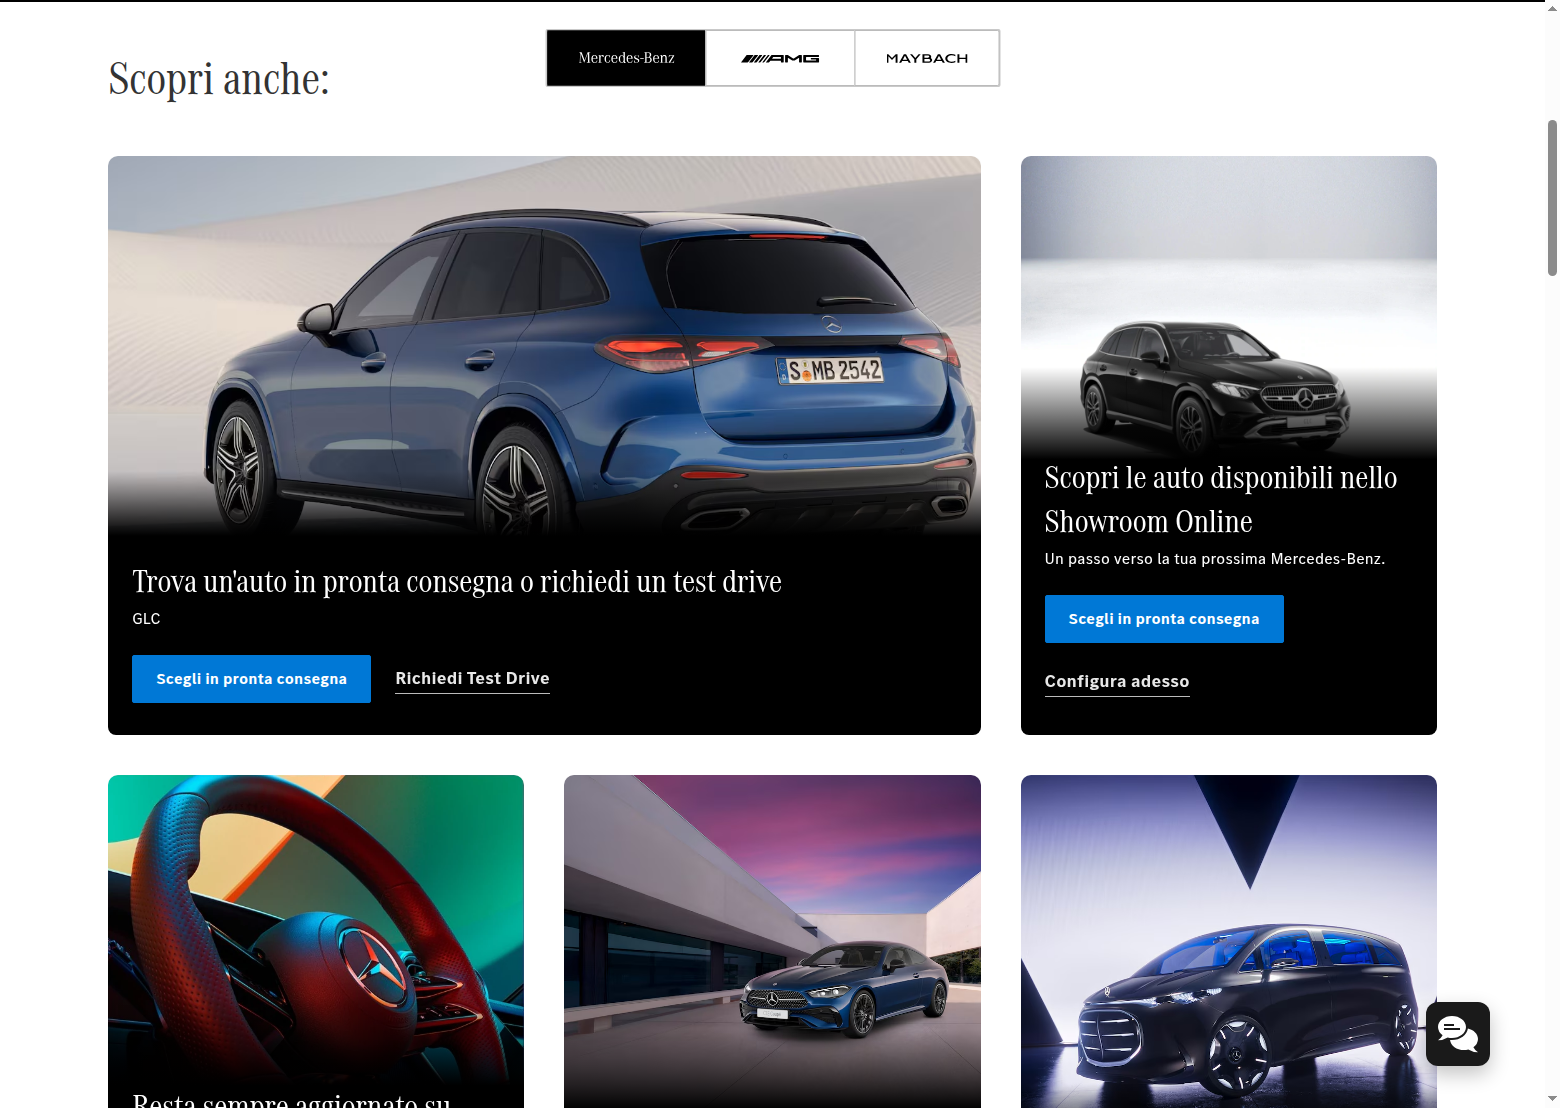 Scopri anche:
Mercedes-Benz
AMG
MAYBACH
S MB 2542
Trova un'auto in pronta consegna o richiedi un test drive
GLC
Scegli in pronta consegna
Richiedi Test Drive
Scopri le auto disponibili nello
Showroom Online
Un passo verso la tua prossima Mercedes-Benz.
Scegli in pronta consegna
Configura adesso
Resta sempre aggiornato su